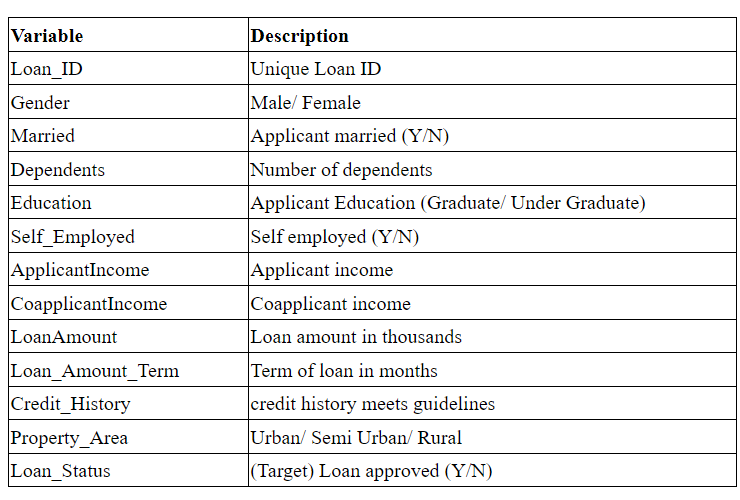 Variable Description
Loan_ID Unique Loan ID
Gender Male/ Female
Married Applicant married (Y/N)
Dependents Number of dependents
Education Applicant Education (Graduate/ Under Graduate)
Self_Employed Self employed (Y/N)
ApplicantIncome Applicant income
CoapplicantIncome Coapplicant income
LoanAmount Loan amount in thousands
Loan_Amount_Term Term of loan in months
Credit_History credit history meets guidelines
Property_Area Urban/ Semi Urban/ Rural
Loan_Status (Target) Loan approved (Y/N)